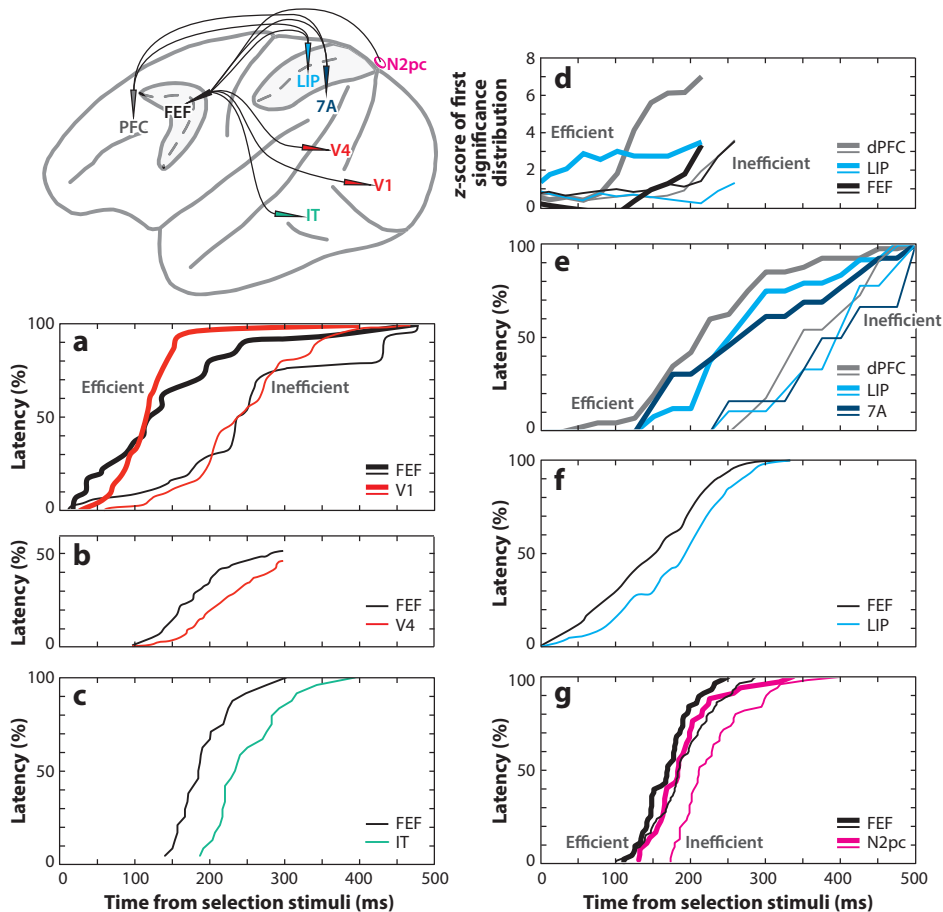 N2pc
LIP
7A
FEF
PFC
V4
V1
IT
a
Latency (%)
100
50
0
Efficient
Inefficient
FEF
V1
b
Latency (%)
50
0
FEF
V4
c
Latency (%)
100
50
0
FEF
IT
0 100 200 300 400 500
Time from selection stimuli (ms)
d
z-score of first
significance
distribution
8
6
4
2
0
Efficient
Inefficient
dPFC
LIP
FEF
e
Latency (%)
100
50
0
Efficient
Inefficient
dPFC
LIP
7A
f
Latency (%)
100
50
0
FEF
LIP
g
Latency (%)
100
50
0
Efficient
Inefficient
FEF
N2pc
0 100 200 300 400 500
Time from selection stimuli (ms)